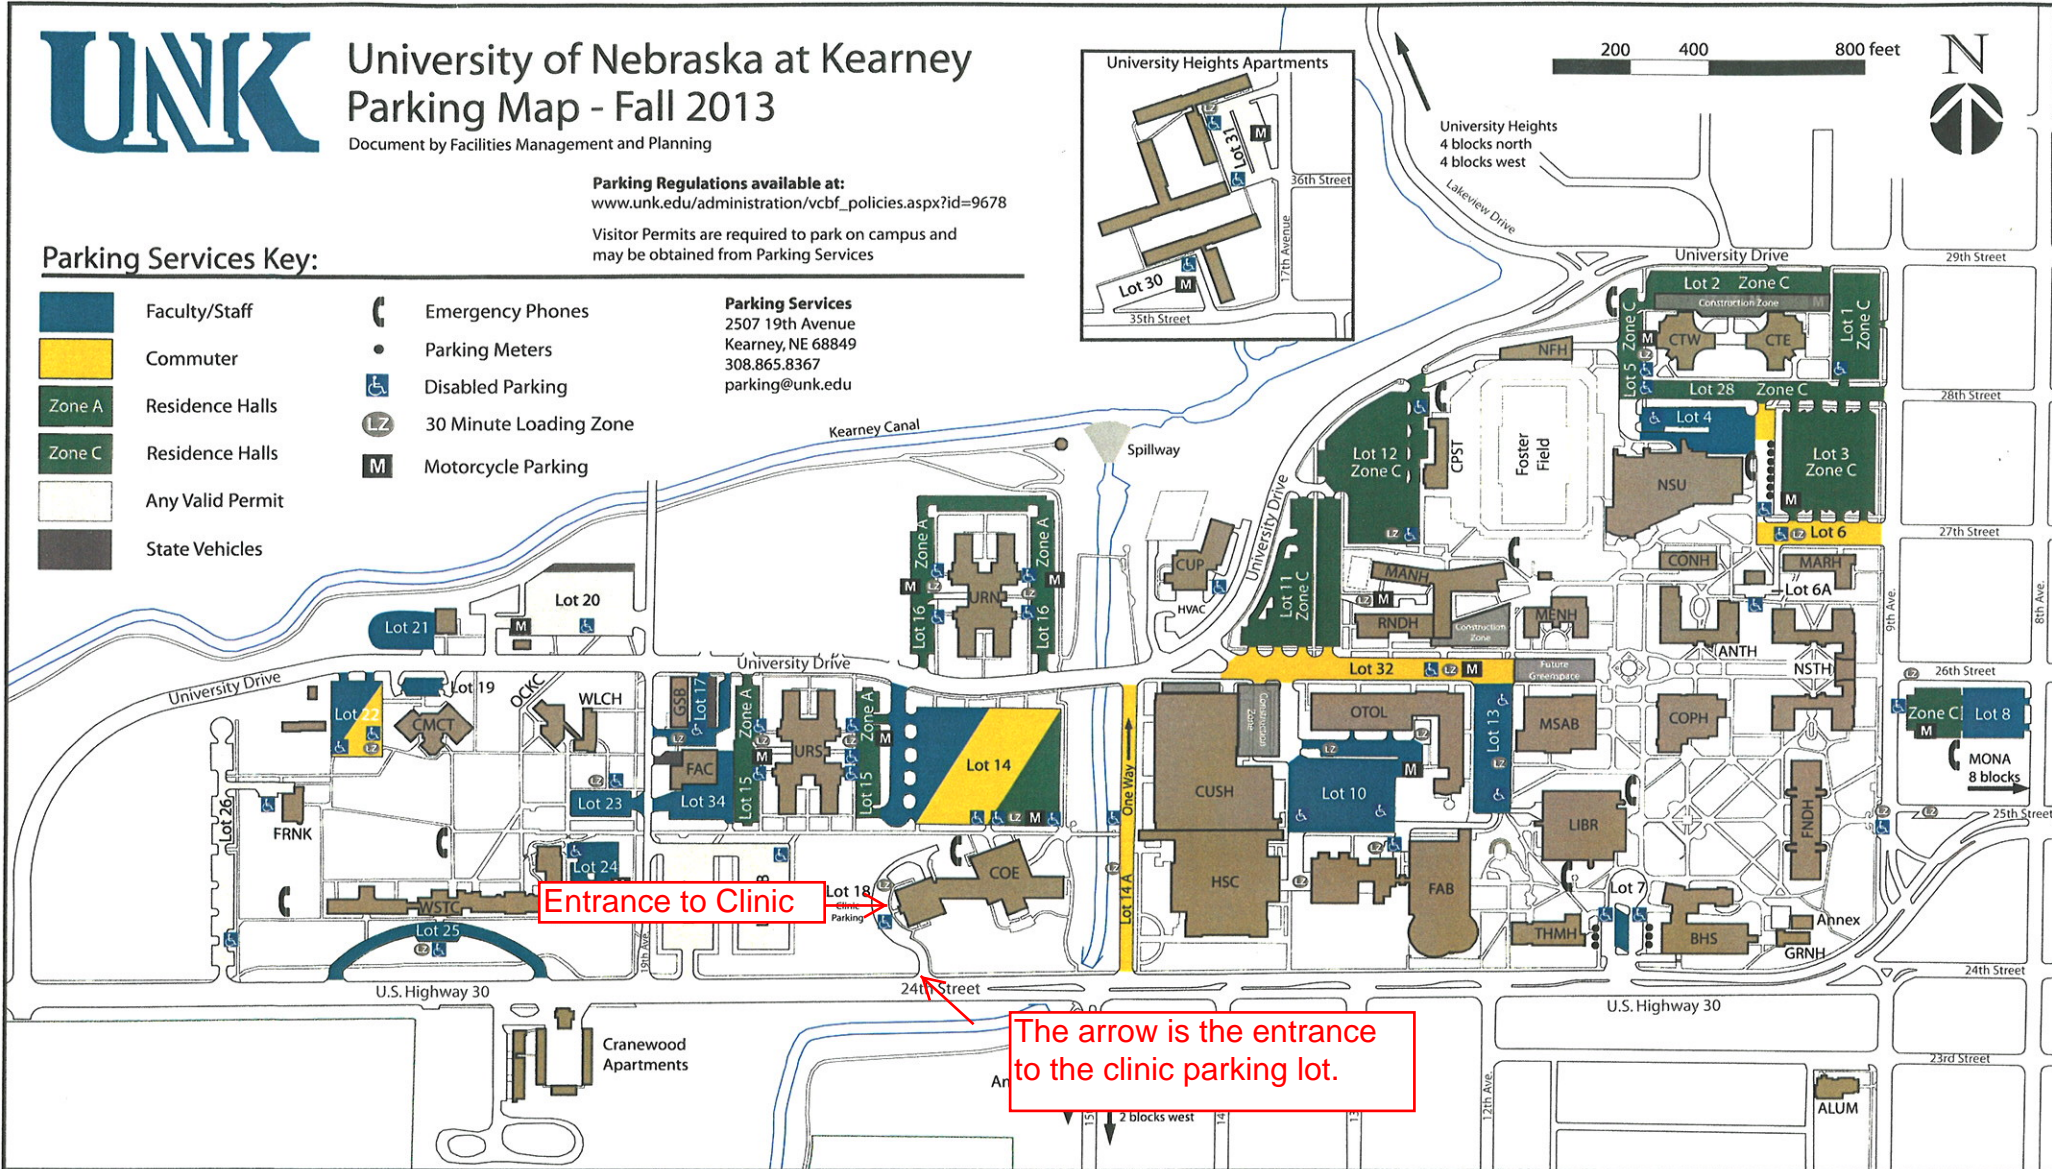 UNK
University of Nebraska at Kearney
Parking Map - Fall 2013
Document by Facilities Management and Planning
Parking Regulations available at:
www.unk.edu/administration/vcbf_policies.aspx?id=9678
Visitor Permits are required to park on campus and
may be obtained from Parking Services
Parking Services Key:
Faculty/Staff
Commuter
Zone A
Residence Halls
Zone C
Residence Halls
Any Valid Permit
State Vehicles
Emergency Phones
Parking Meters
Disabled Parking
LZ
30 Minute Loading Zone
M
Motorcycle Parking
Parking Services
2507 19th Avenue
Kearney, NE 68849
308.865.8367
parking@unk.edu
University Heights Apartments
Lot 31
M
36th Street
17th Avenue
Lot 30
M
35th Street
200 400 800 feet
N
University Heights
4 blocks north
4 blocks west
Lakeview Drive
University Drive
29th Street
Lot 2 Zone C
Construction Zone
Lot 1
Zone C
Lot 5 Zone C
CTW
CTE
NFH
Lot 28 Zone C
28th Street
Lot 4
Lot 3
Zone C
NSU
Lot 12
Zone C
CPST
Foster
Field
Lot 6
27th Street
Kearney Canal
Spillway
University Drive
Lot 11
Zone C
CUP
HVAC
MANH
RNDH
Construction
Zone
MENH
CONH
MARH
Lot 6A
ANTH
NSTH
9th Ave.
8th Ave.
26th Street
Zone A
Zone A
URN
Lot 16
Lot 16
Lot 20
Lot 21
University Drive
University Drive
Lot 32
Future
Greenspace
Lot 19
Lot 22
CMCT
OCKC
WLCH
GSB
Lot 17
Zone A
Zone A
URS
FAC
Lot 34
Lot 15
Lot 15
Lot 14
Lot 23
Lot 24
Lot 26
FRNK
WSTC
Lot 25
One Way
Lot 14 A
Construction
Zone
CUSH
HSC
OTOL
Lot 13
Lot 10
MSAB
COPH
LIBR
FNDH
FAB
Zone C
Lot 8
MONA
8 blocks
25th Street
COE
Lot 18
Clinic
Parking
Entrance to Clinic
Lot 7
THMH
BHS
Annex
GRNH
24th Street
U.S. Highway 30
24th Street
U.S. Highway 30
Cranewood
Apartments
The arrow is the entrance
to the clinic parking lot.
An
2 blocks west
12th Ave.
23rd Street
ALUM